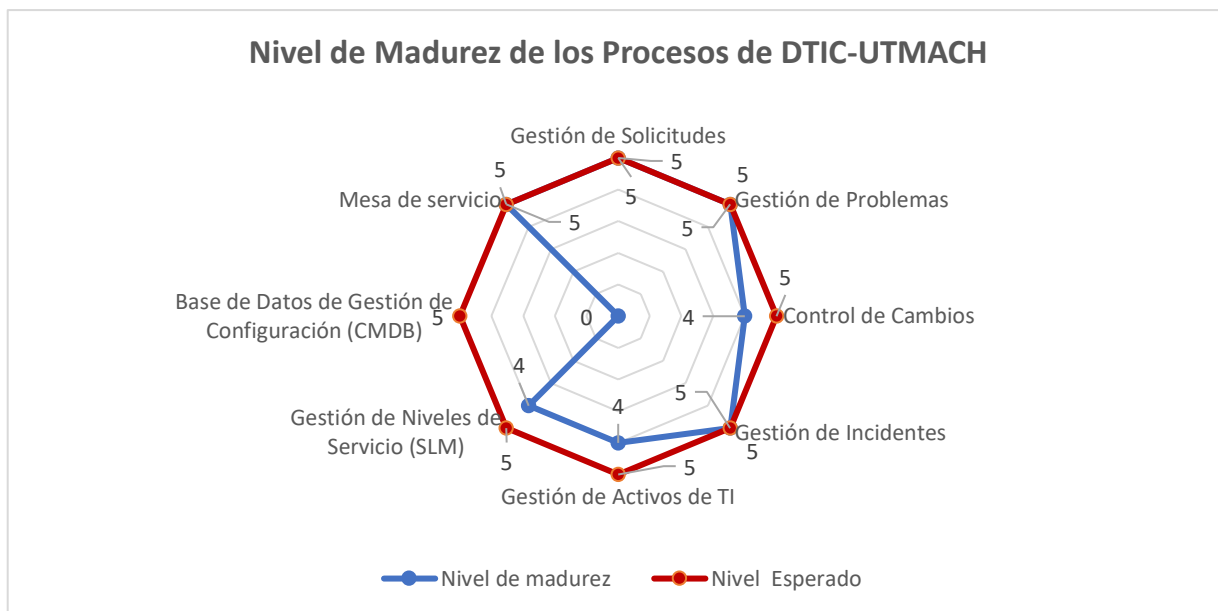 Nivel de Madurez de los Procesos de DTIC-UTMACH
Gestión de Solicitudes
5
5
5
5
Mesa de servicio
Gestión de Problemas
5
5
5
5
Base de Datos de Gestión de
Configuración (CMDB)
5
0
4
Control de Cambios
4
5
4
Gestión de Niveles de
Servicio (SLM)
Gestión de Incidentes
5
5
5
Gestión de Activos de TI
Nivel de madurez
Nivel  Esperado